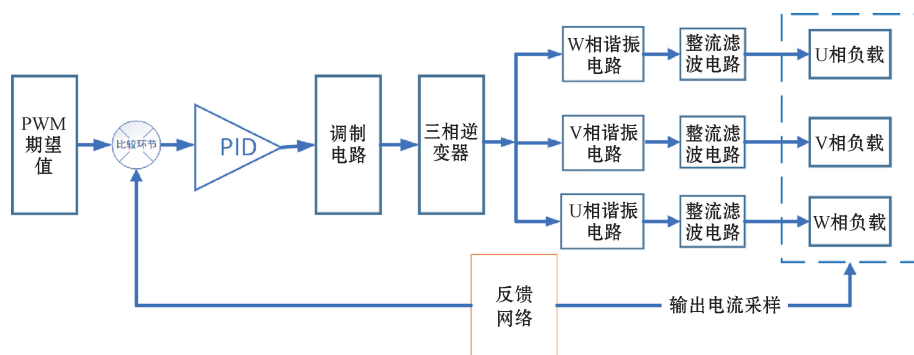 PWM
期望
值
比较环节
PID
调制
电路
三相逆
变器
W相谐振
电路
整流滤
波电路
U相负载
V相谐振
电路
整流滤
波电路
V相负载
U相谐振
电路
整流滤
波电路
W相负载
反馈
网络
输出电流采样